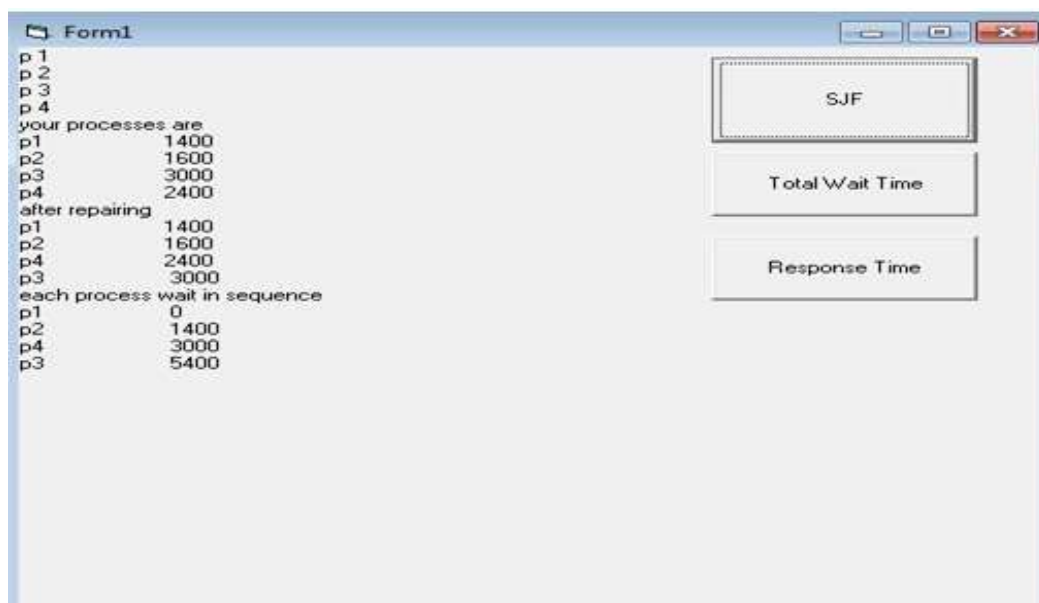 Form1
p 1
p 2
p 3
p 4
your processes are
p1 1400
p2 1600
p3 3000
p4 2400
after repairing
p1 1400
p2 1600
p4 2400
p3 3000
each process wait in sequence
p1 0
p2 1400
p4 3000
p3 5400
SJF
Total Wait Time
Response Time